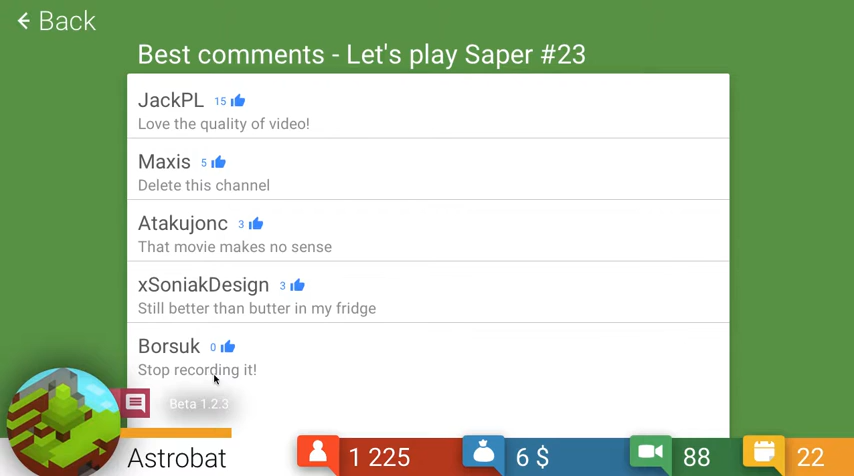 Back
Best comments - Let's play Saper #23
JackPL 15
Love the quality of video!
Maxis 5
Delete this channel
Atakujonc 3
That movie makes no sense
xSoniakDesign 3
Still better than butter in my fridge
Borsuk 0
Stop recording it!
Beta 1.2.3
Astrobat
1 225
6 $
88
22